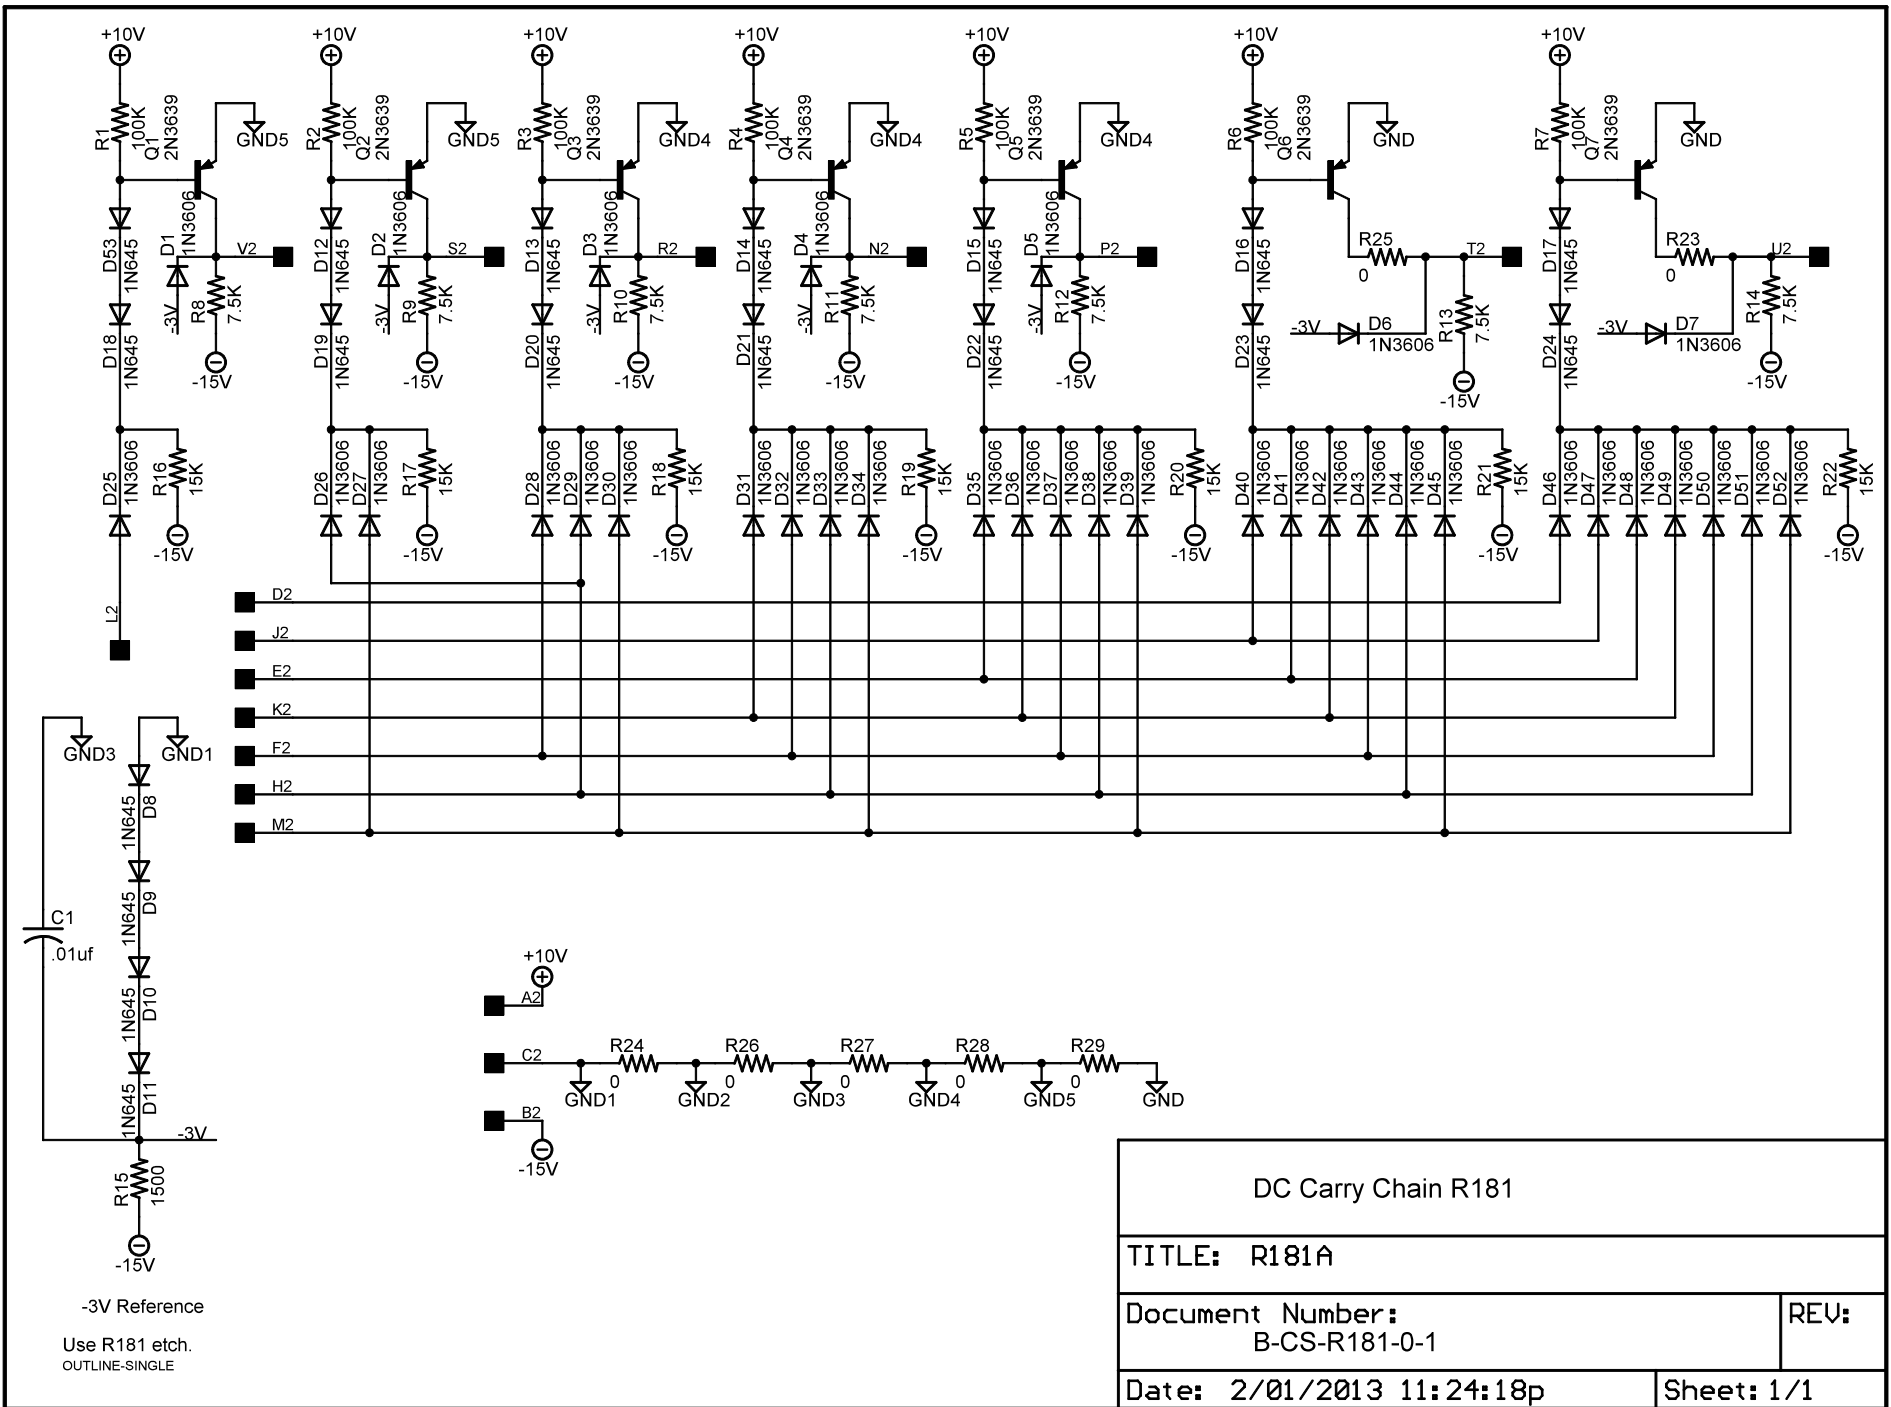 +10V +10V +10V +10V +10V +10V +10V
R1 100K Q1 2N3639 GND5 R2 100K Q2 2N3639 GND5 R3 100K Q3 2N3639 GND4 R4 100K Q4 2N3639 GND4 R5 100K Q5 2N3639 GND4 R6 100K Q6 2N3639 GND R7 100K Q7 2N3639 GND
D53 1N645 D1 1N3606 V2 D12 1N645 D2 1N3606 S2 D13 1N645 D3 1N3606 R2 D14 1N645 D4 1N3606 N2 D15 1N645 D5 1N3606 P2 D16 1N645 R25 0 T2 D17 1N645 R23 0 U2
D18 1N645 -3V R8 7.5K D19 1N645 -3V R9 7.5K D20 1N645 -3V R10 7.5K D21 1N645 -3V R11 7.5K D22 1N645 -3V R12 7.5K D23 1N645 -3V D6 1N3606 R13 7.5K D24 1N645 -3V D7 1N3606 R14 7.5K
-15V -15V -15V -15V -15V -15V -15V
D25 1N3606 R16 15K D26 1N3606 D27 1N3606 R17 15K D28 1N3606 D29 1N3606 D30 1N3606 R18 15K D31 1N3606 D32 1N3606 D33 1N3606 D34 1N3606 R19 15K D35 1N3606 D36 1N3606 D37 1N3606 D38 1N3606 D39 1N3606 R20 15K D40 1N3606 D41 1N3606 D42 1N3606 D43 1N3606 D44 1N3606 D45 1N3606 R21 15K D46 1N3606 D47 1N3606 D48 1N3606 D49 1N3606 D50 1N3606 D51 1N3606 D52 1N3606 R22 15K
-15V -15V -15V -15V -15V -15V -15V
L2
D2
J2
E2
K2
F2
H2
M2
GND3 GND1
1N645 D8
1N645 D9
C1
.01uf
1N645 D10
1N645 D11
-3V
R15 1500
-15V
-3V Reference
Use R181 etch.
OUTLINE-SINGLE
+10V
A2
C2 R24 R26 R27 R28 R29
0 0 0 0 0
GND1 GND2 GND3 GND4 GND5 GND
B2
-15V
DC Carry Chain R181
TITLE: R181A
Document Number: REV:
B-CS-R181-0-1
Date: 2/01/2013 11:24:18p Sheet: 1/1